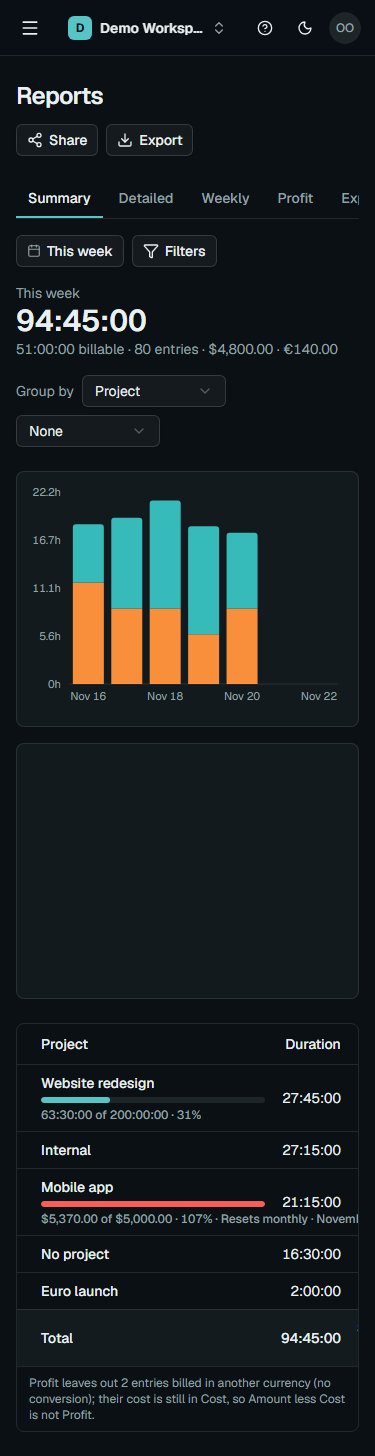 D Demo Worksp... OO
Reports
Share Export
Summary Detailed Weekly Profit
This week Filters
This week
94:45:00
51:00:00 billable · 80 entries · $4,800.00 · €140.00
Group by Project
None
22.2h
16.7h
11.1h
5.6h
0h
Nov 16 Nov 18 Nov 20 Nov 22
Project Duration
Website redesign 27:45:00
63:30:00 of 200:00:00 · 31%
Internal 27:15:00
Mobile app 21:15:00
$5,370.00 of $5,000.00 · 107% · Resets monthly ·
No project 16:30:00
Euro launch 2:00:00
Total 94:45:00
Profit leaves out 2 entries billed in another currency (no
conversion); their cost is still in Cost, so Amount less Cost
is not Profit.